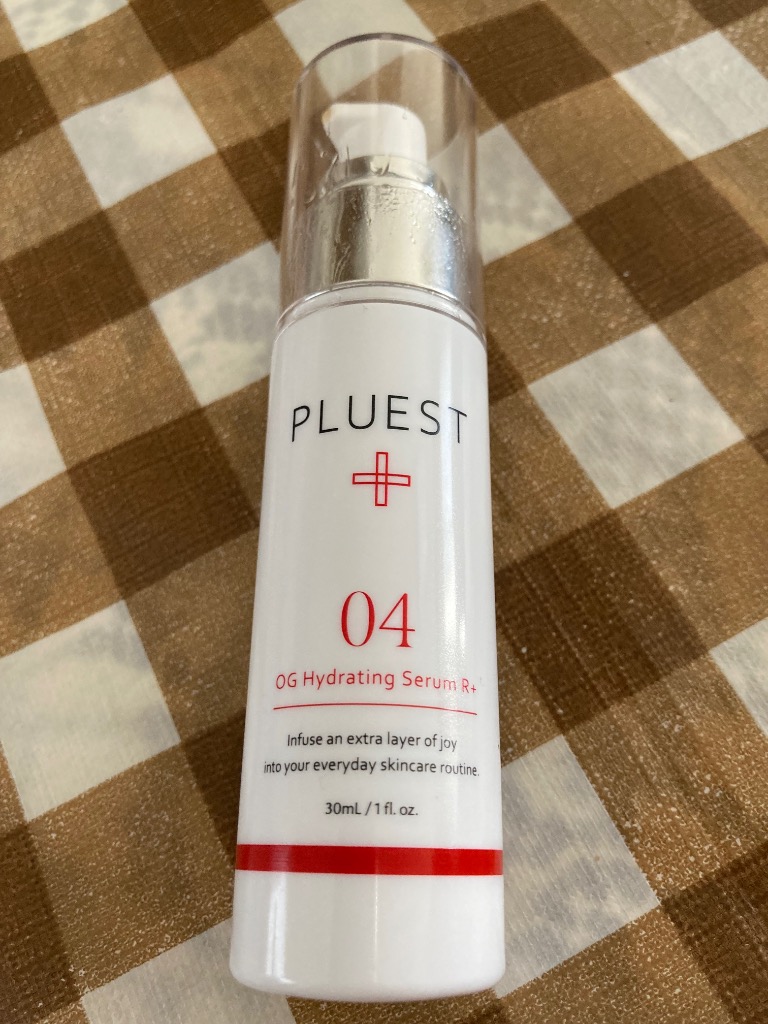 PLUEST
04
OG Hydrating Serum R+
Infuse an extra layer of joy
into your everyday skincare routine.
30mL / 1 fl. oz.